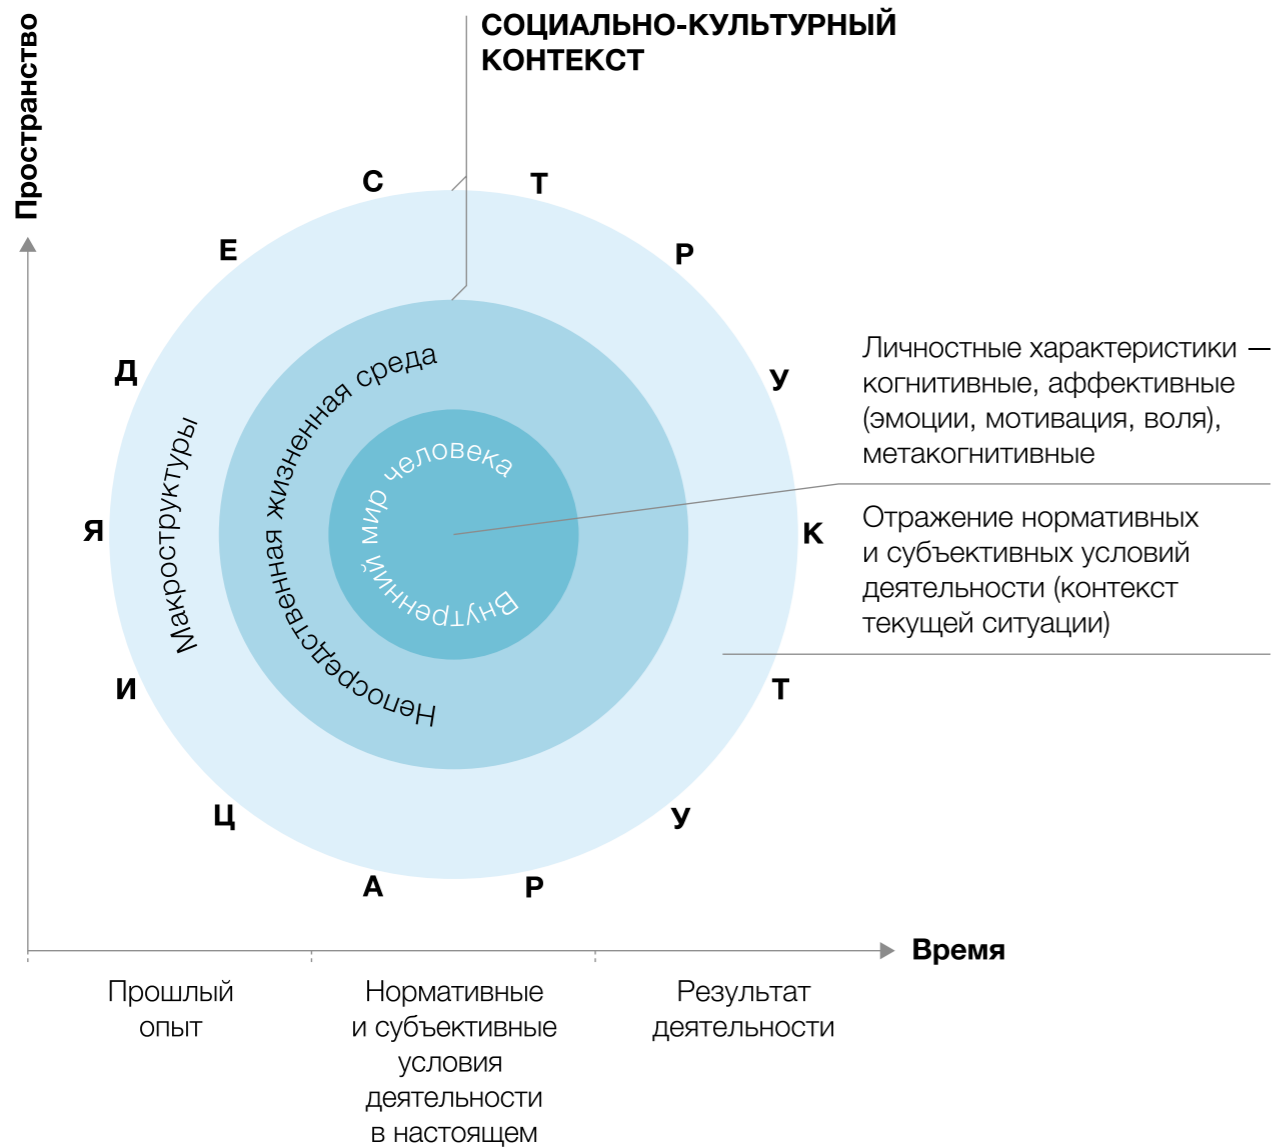 Пространство
СОЦИАЛЬНО-КУЛЬТУРНЫЙ
КОНТЕКСТ
Д Е С Т Р У К Т У Р А Ц И Я
Макроструктуры
Непосредственная жизненная среда
Внутренний мир человека
Личностные характеристики —
когнитивные, аффективные
(эмоции, мотивация, воля),
метакогнитивные
Отражение нормативных
и субъективных условий
деятельности (контекст
текущей ситуации)
Время
Прошлый
опыт
Нормативные
и субъективные
условия
деятельности
в настоящем
Результат
деятельности